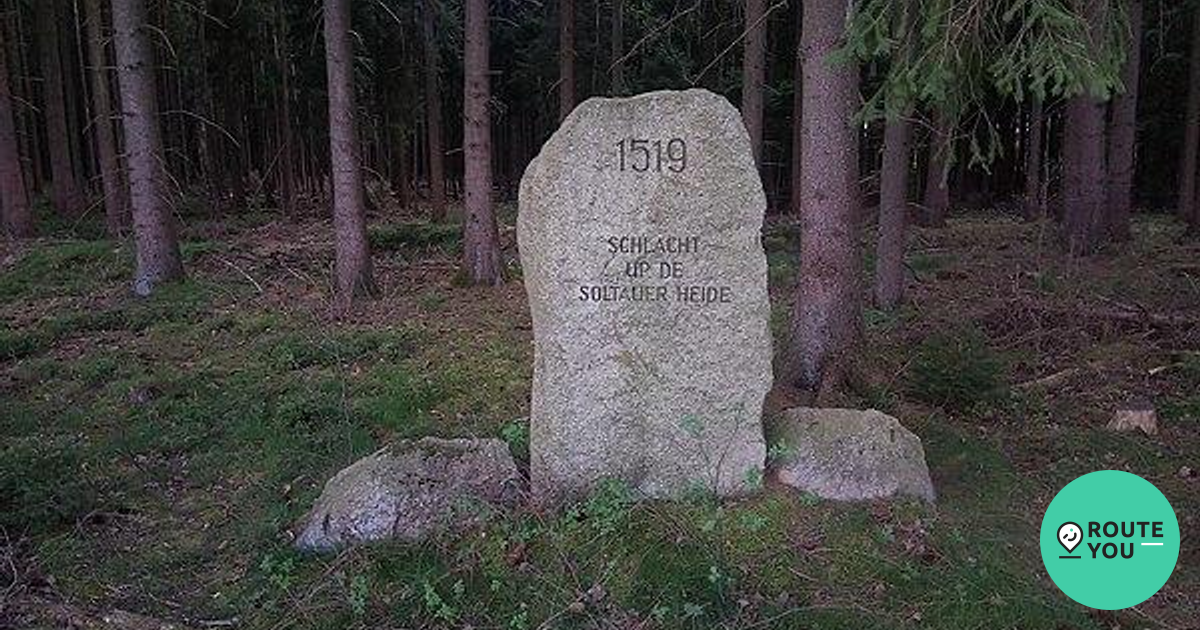 1519
SCHLACHT
UP DE
SOLTAUER HEIDE
ROUTE
YOU